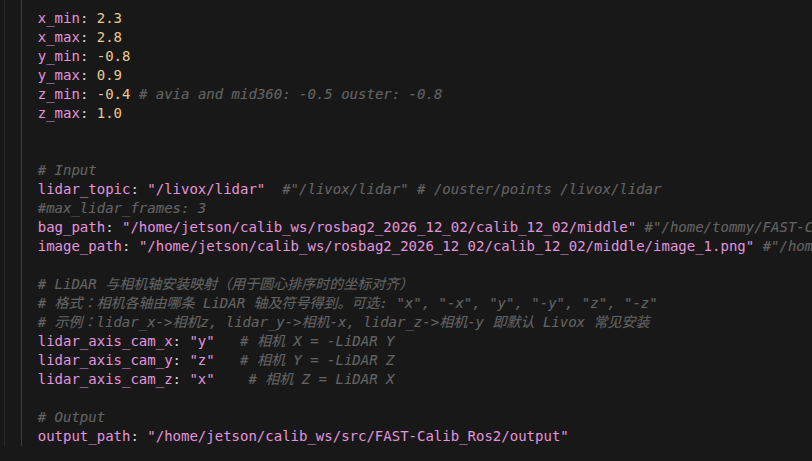 x_min: 2.3
x_max: 2.8
y_min: -0.8
y_max: 0.9
z_min: -0.4 # avia and mid360: -0.5 ouster: -0.8
z_max: 1.0
# Input
lidar_topic: "/livox/lidar"  #"/livox/lidar" # /ouster/points /livox/lidar
#max_lidar_frames: 3
bag_path: "/home/jetson/calib_ws/rosbag2_2026_12_02/calib_12_02/middle" #"/home/tommy/FAST-C
image_path: "/home/jetson/calib_ws/rosbag2_2026_12_02/calib_12_02/middle/image_1.png" #"/hom
# LiDAR 与相机轴安装映射（用于圆心排序时的坐标对齐）
# 格式：相机各轴由哪条 LiDAR 轴及符号得到。可选: "x", "-x", "y", "-y", "z", "-z"
# 示例：lidar_x->相机z, lidar_y->相机-x, lidar_z->相机-y 即默认 Livox 常见安装
lidar_axis_cam_x: "y"   # 相机 X = -LiDAR Y
lidar_axis_cam_y: "z"   # 相机 Y = -LiDAR Z
lidar_axis_cam_z: "x"    # 相机 Z = LiDAR X
# Output
output_path: "/home/jetson/calib_ws/src/FAST-Calib_Ros2/output"